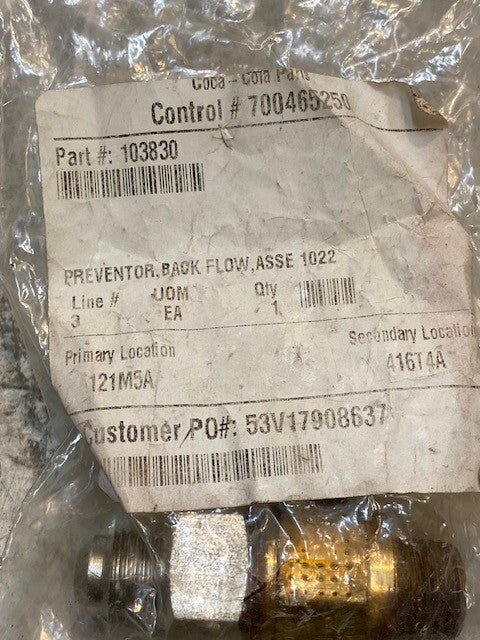 Coca-Cola Parts
Control # 700465250
Part #: 103830
PREVENTOR,BACK FLOW,ASSE 1022
Line # UOM Qty
3 EA 1
Primary Location Secondary Location
121M5A 416T4A
Customer PO#: 53V17908637